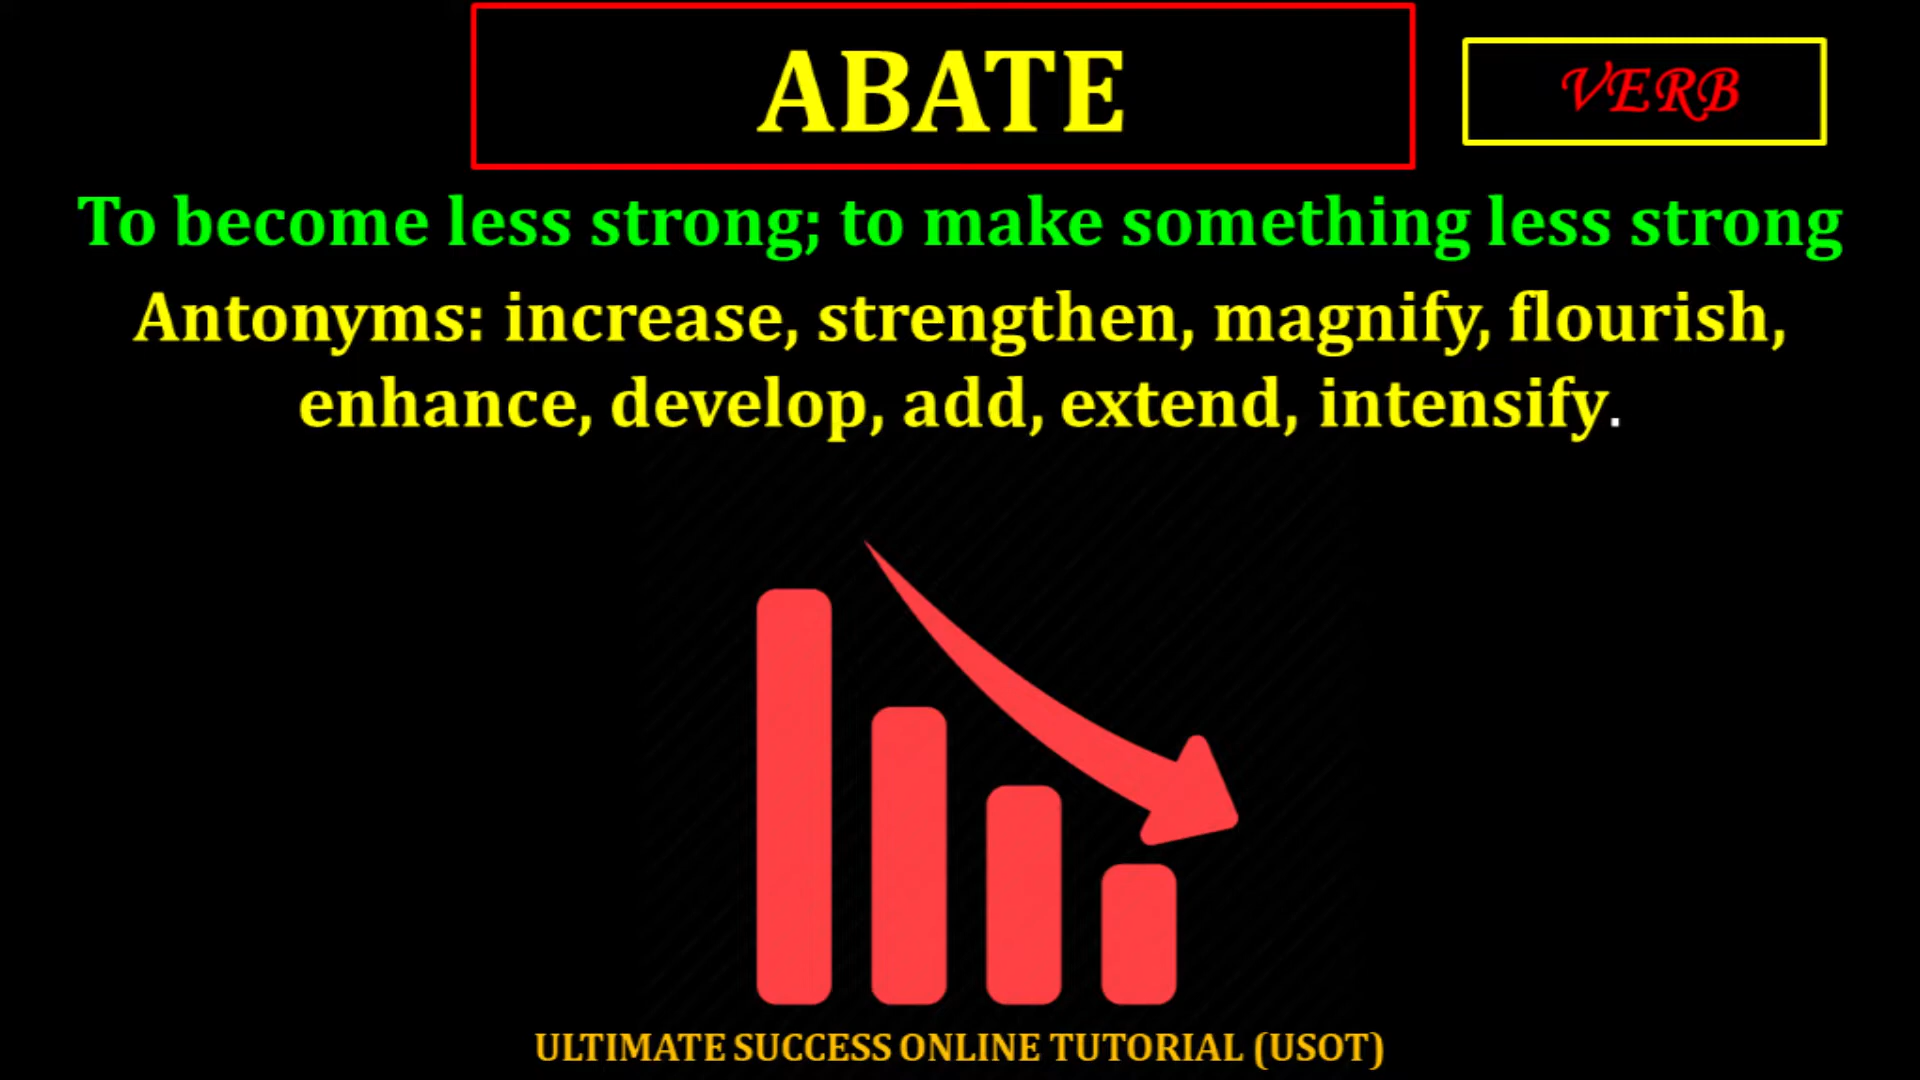 ABATE
VERB
To become less strong; to make something less strong
Antonyms: increase, strengthen, magnify, flourish,
enhance, develop, add, extend, intensify.
ULTIMATE SUCCESS ONLINE TUTORIAL (USOT)